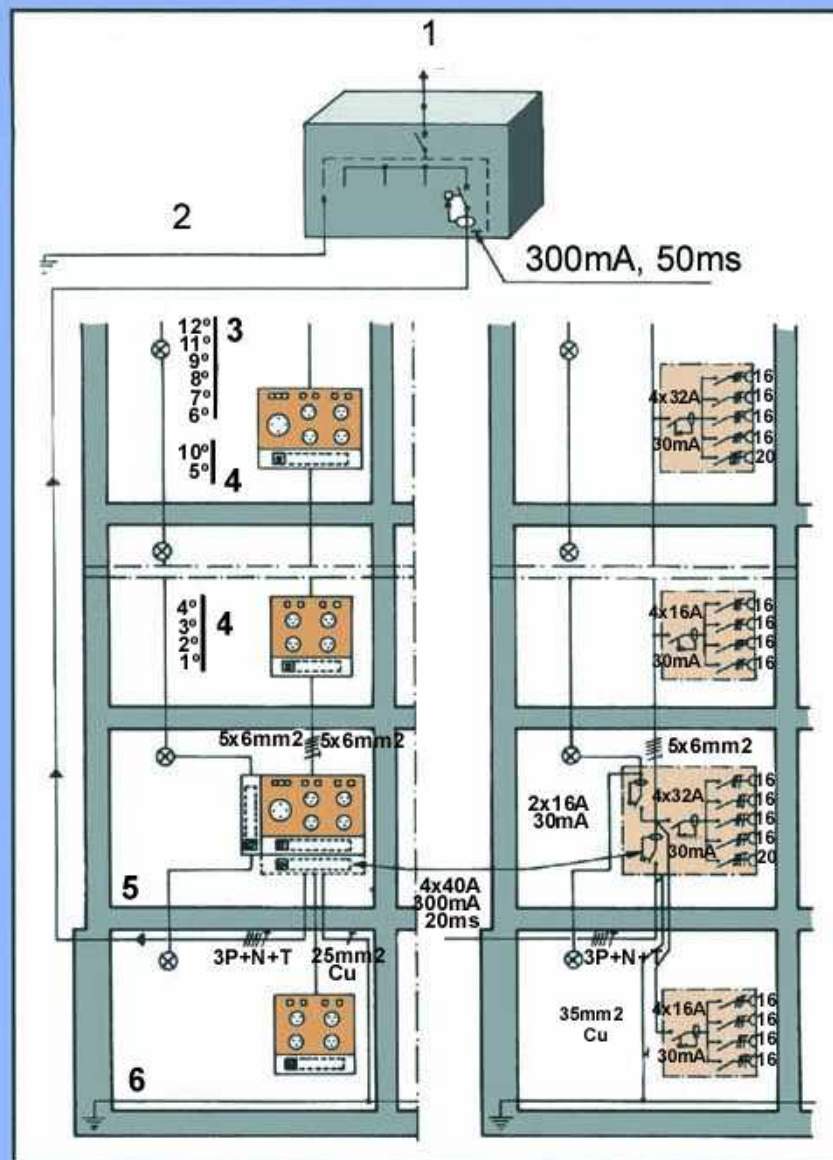 1
2
300mA, 50ms
12º
3
11º
9º
8º
7º
6º
10º
5º
4
16
4x32A
16
16
16
30mA
20
4º
3º
4
2º
1º
16
4x16A
16
16
30mA
16
5x6mm2
5x6mm2
5x6mm2
16
2x16A
4x32A
16
30mA
16
16
30mA
20
5
4x40A
300mA
20ms
3P+N+T
25mm2
Cu
3P+N+T
35mm2
Cu
16
4x16A
16
16
30mA
16
6